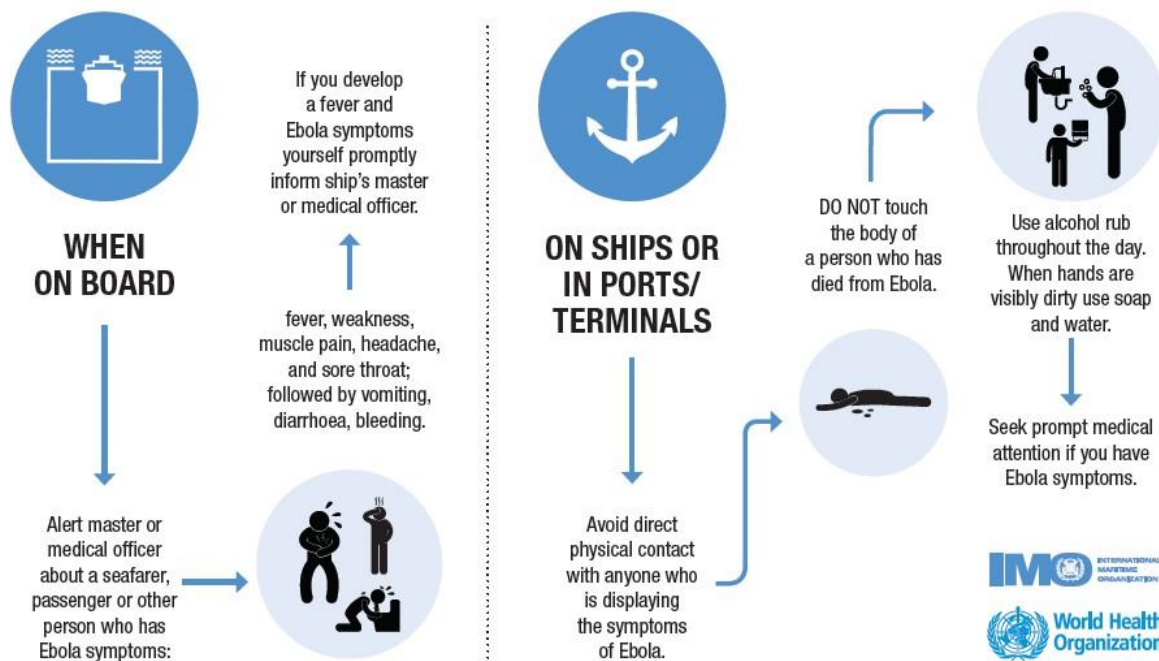 WHEN
ON BOARD
Alert master or
medical officer
about a seafarer,
passenger or other
person who has
Ebola symptoms:
fever, weakness,
muscle pain, headache,
and sore throat;
followed by vomiting,
diarrhoea, bleeding.
If you develop
a fever and
Ebola symptoms
yourself promptly
inform ship's master
or medical officer.
ON SHIPS OR
IN PORTS/
TERMINALS
Avoid direct
physical contact
with anyone who
is displaying
the symptoms
of Ebola.
DO NOT touch
the body of
a person who has
died from Ebola.
Use alcohol rub
throughout the day.
When hands are
visibly dirty use soap
and water.
Seek prompt medical
attention if you have
Ebola symptoms.
IMO
INTERNATIONAL
MARITIME
ORGANIZATION
World Health
Organization